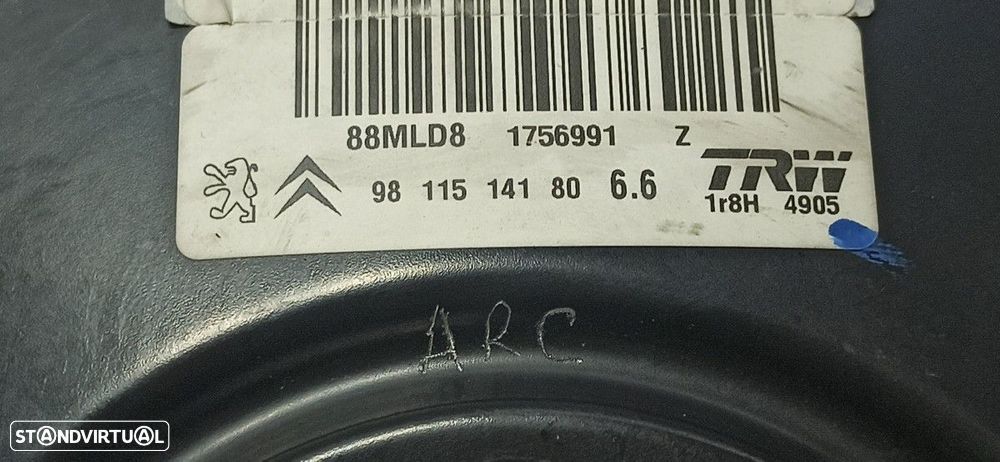 88MLD8 1756991 Z
98 115 141 80 6.6
TRW
1r8H 4905
ARC
STANDVIRTUAL